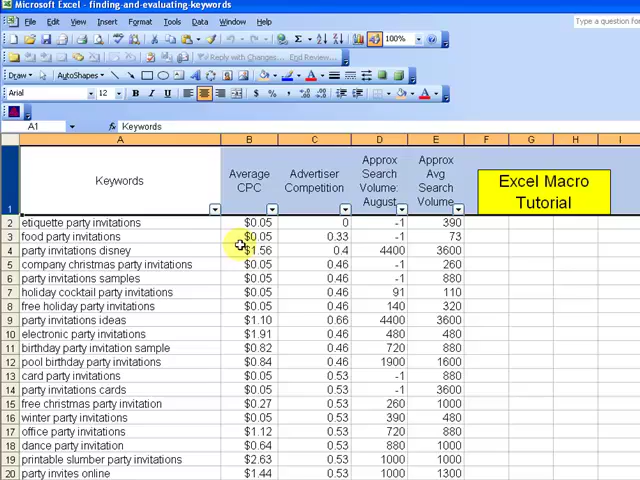 Microsoft Excel - finding-and-evaluating-keywords
File Edit View Insert Format Tools Data Window Help
Type a question for
100%
Reply with Changes... End Review...
Draw AutoShapes
Arial 12 B I U $ % ,
A1 fx Keywords
A B C D E F G H I
1 Keywords Average CPC Advertiser Competition Approx Search Volume: August Approx Avg Search Volume
Excel Macro
Tutorial
2 etiquette party invitations $0.05 0 -1 390
3 food party invitations $0.05 0.33 -1 73
4 party invitations disney $1.56 0.4 4400 3600
5 company christmas party invitations $0.05 0.46 -1 260
6 party invitations samples $0.05 0.46 -1 880
7 holiday cocktail party invitations $0.05 0.46 91 110
8 free holiday party invitations $0.05 0.46 140 320
9 party invitations ideas $1.10 0.66 4400 3600
10 electronic party invitations $1.91 0.46 480 480
11 birthday party invitation sample $0.82 0.46 720 880
12 pool birthday party invitations $0.84 0.46 1900 1600
13 card party invitations $0.05 0.53 -1 880
14 party invitations cards $0.05 0.53 -1 3600
15 free christmas party invitation $0.27 0.53 260 1000
16 winter party invitations $0.05 0.53 390 480
17 office party invitations $1.12 0.53 720 880
18 dance party invitation $0.64 0.53 880 1000
19 printable slumber party invitations $2.63 0.53 1000 1000
20 party invites online $1.44 0.53 1000 1300